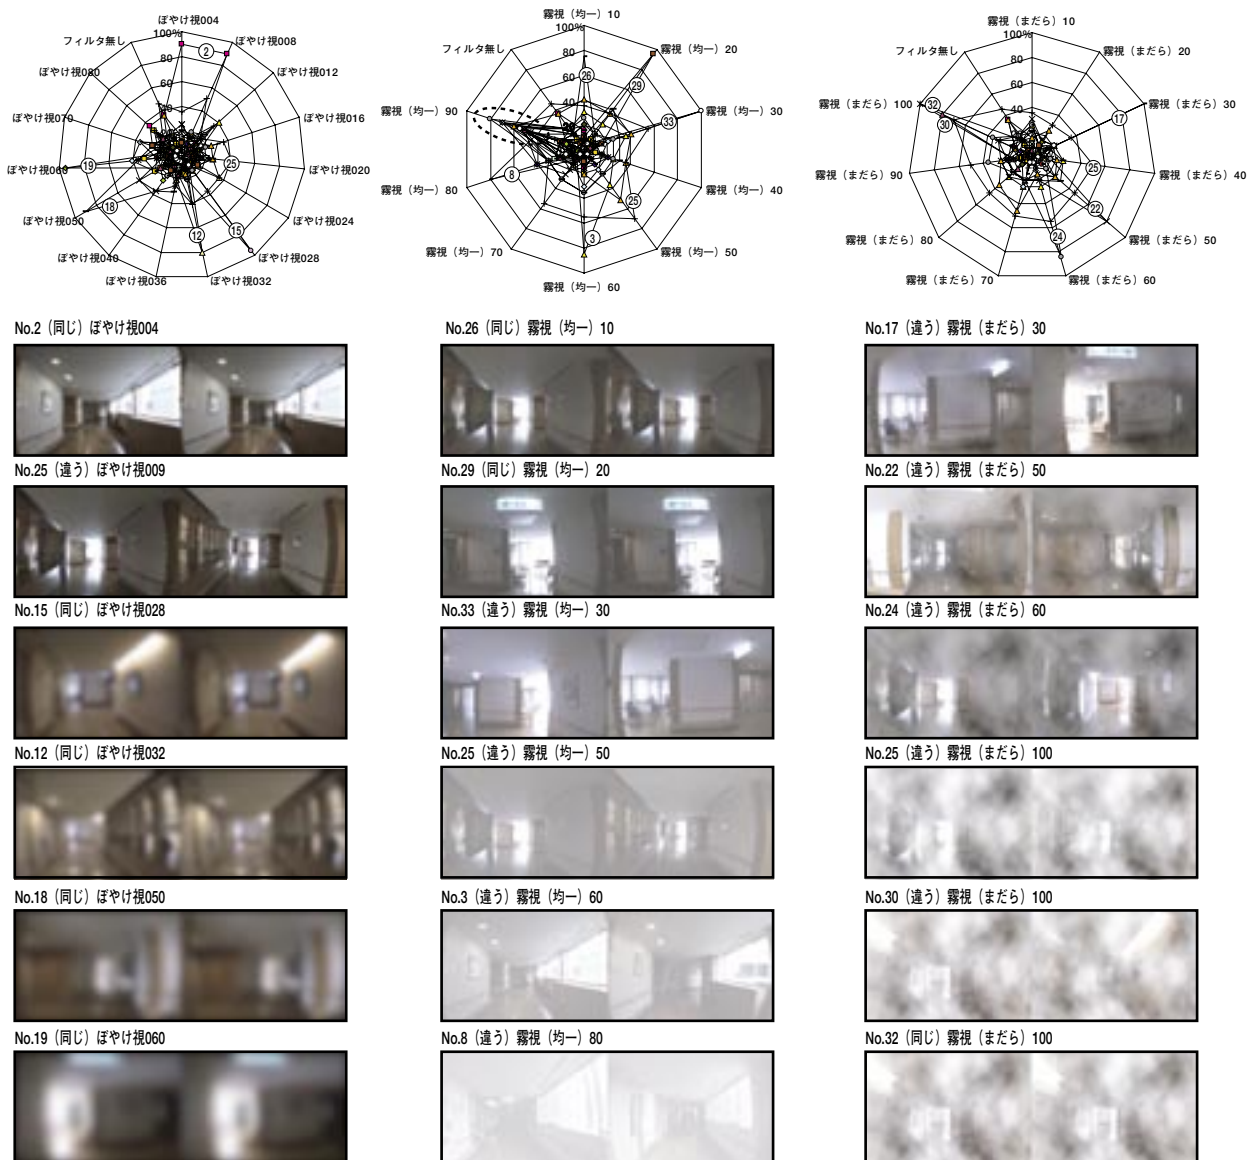 ぼやけ視004
100%
フィルタ無し
ぼやけ視008
2
80
ぼやけ視080
ぼやけ視012
60
40
ぼやけ視070
ぼやけ視016
25
ぼやけ視060
19
ぼやけ視020
18
ぼやけ視050
ぼやけ視024
12
15
ぼやけ視040
ぼやけ視028
ぼやけ視036
ぼやけ視032
霧視（均一）10
100%
フィルタ無し
霧視（均一）20
80
60
26
29
40
霧視（均一）90
霧視（均一）30
33
8
霧視（均一）80
霧視（均一）40
25
3
霧視（均一）70
霧視（均一）50
霧視（均一）60
霧視（まだら）10
100%
フィルタ無し
霧視（まだら）20
80
60
40
霧視（まだら）100
32
霧視（まだら）30
30
17
25
霧視（まだら）90
霧視（まだら）40
22
24
霧視（まだら）80
霧視（まだら）50
霧視（まだら）70
霧視（まだら）60
No.2（同じ）ぼやけ視004
No.25（違う）ぼやけ視009
No.15（同じ）ぼやけ視028
No.12（同じ）ぼやけ視032
No.18（同じ）ぼやけ視050
No.19（同じ）ぼやけ視060
No.26（同じ）霧視（均一）10
No.29（同じ）霧視（均一）20
No.33（違う）霧視（均一）30
No.25（違う）霧視（均一）50
No.3（違う）霧視（均一）60
No.8（違う）霧視（均一）80
No.17（違う）霧視（まだら）30
No.22（違う）霧視（まだら）50
No.24（違う）霧視（まだら）60
No.25（違う）霧視（まだら）100
No.30（違う）霧視（まだら）100
No.32（同じ）霧視（まだら）100